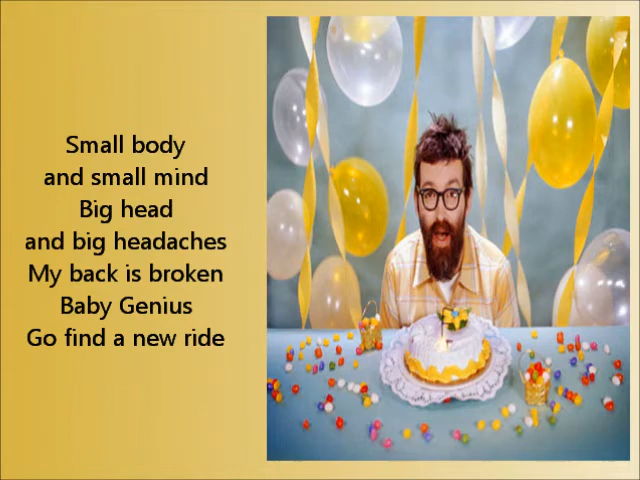 Small body
and small mind
Big head
and big headaches
My back is broken
Baby Genius
Go find a new ride